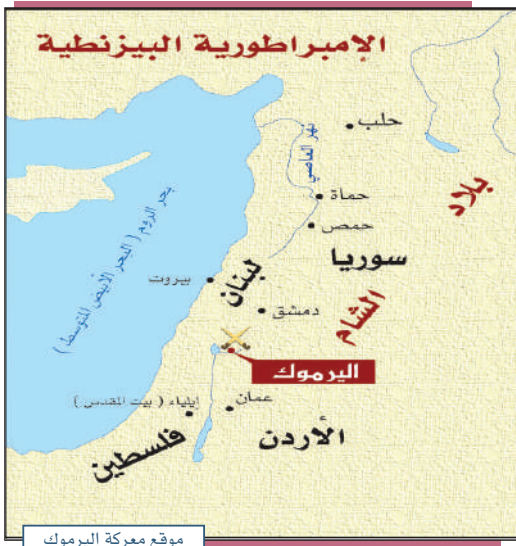 الإمبراطورية البيزنطية
حلب
نهر العاصي
بلاد
حماة
حمص
سوريا
بحر الروم ( البحر الأبيض المتوسط )
لبنان
بيروت
الشام
دمشق
اليرموك
عمان
إيلياء ( بيت المقدس )
الأردن
فلسطين
موقع معركة اليرموك